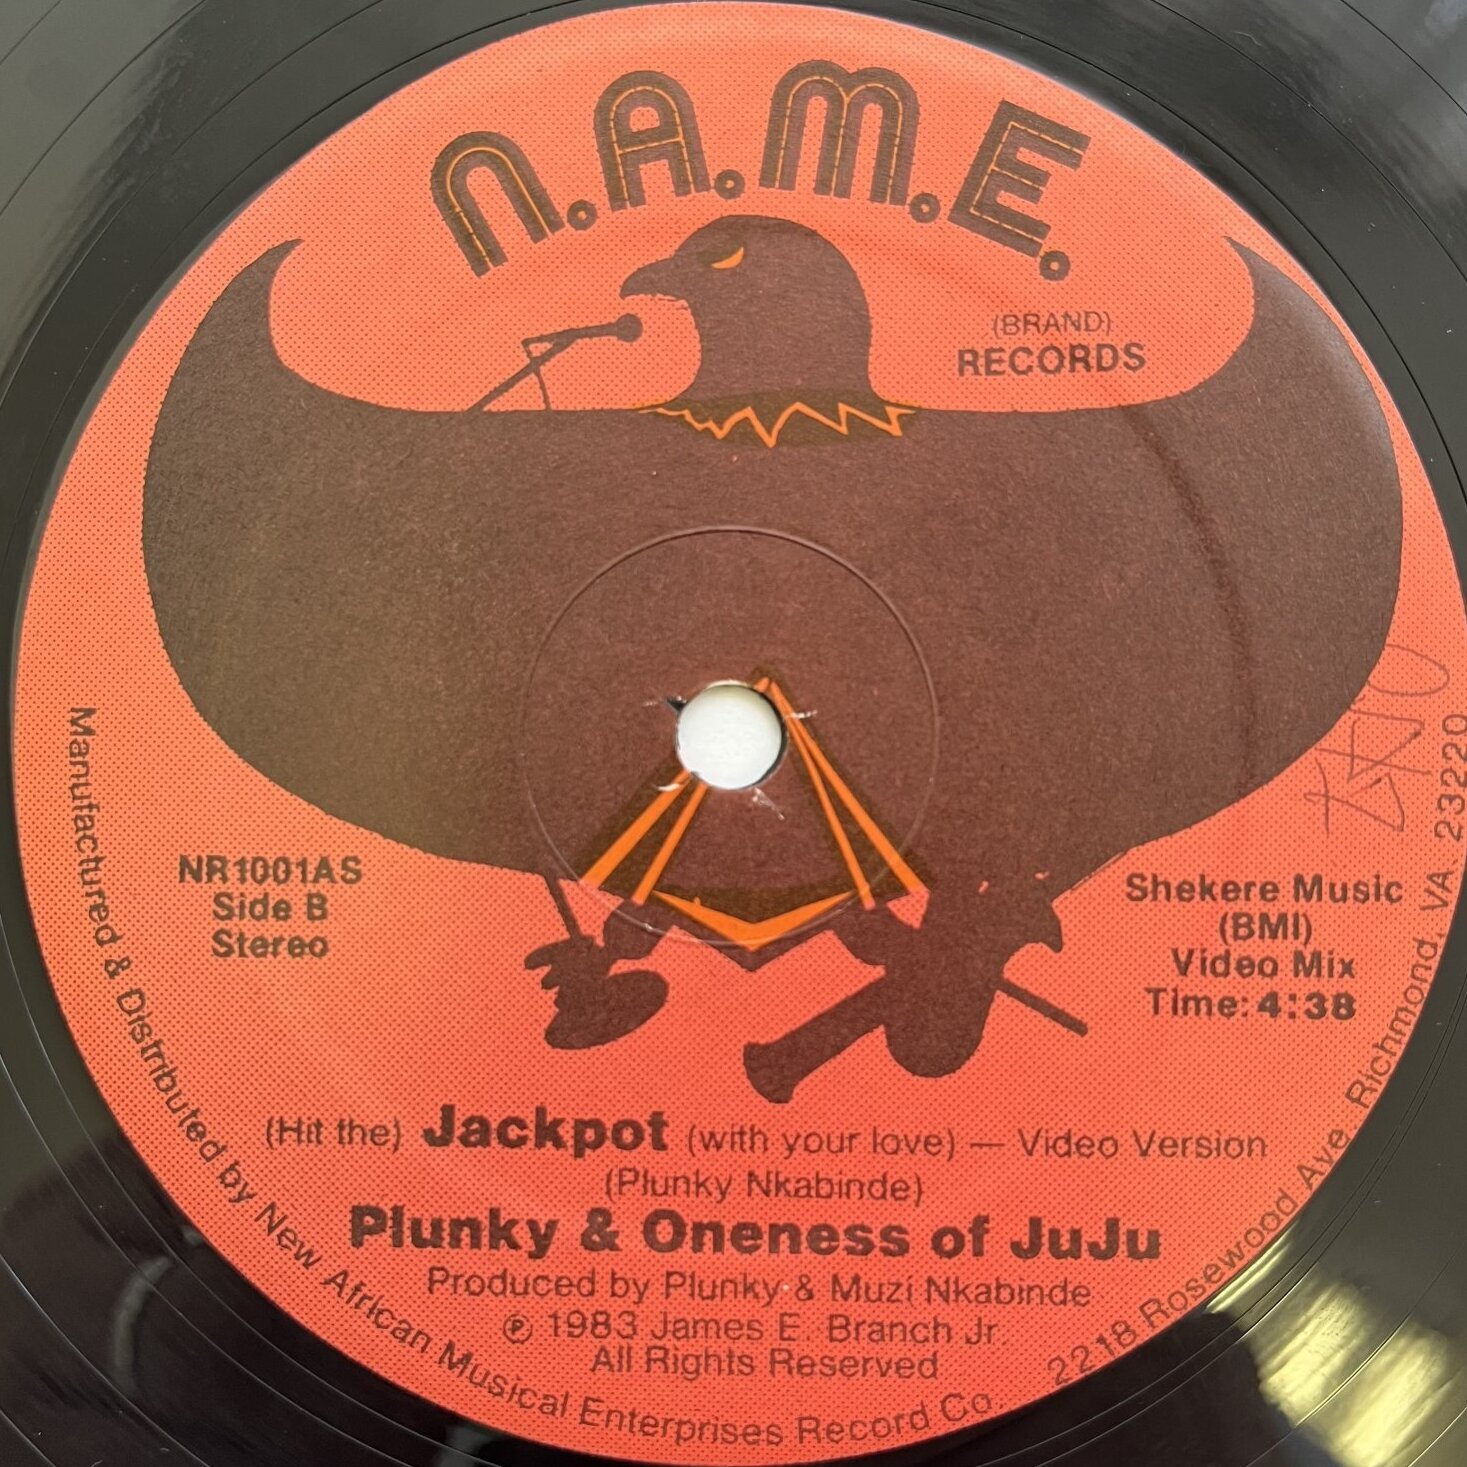 N.A.M.E.
(BRAND)
RECORDS
NR1001AS
Side B
Stereo
Shekere Music
(BMI)
Video Mix
Time: 4:38
(Hit the) Jackpot (with your love) — Video Version
(Plunky Nkabinde)
Plunky & Oneness of JuJu
Produced by Plunky & Muzi Nkabinde
℗ 1983 James E. Branch Jr.
All Rights Reserved
Manufactured & Distributed by New African Musical Enterprises Record Co. 2218 Rosewood Ave. Richmond, VA. 23220